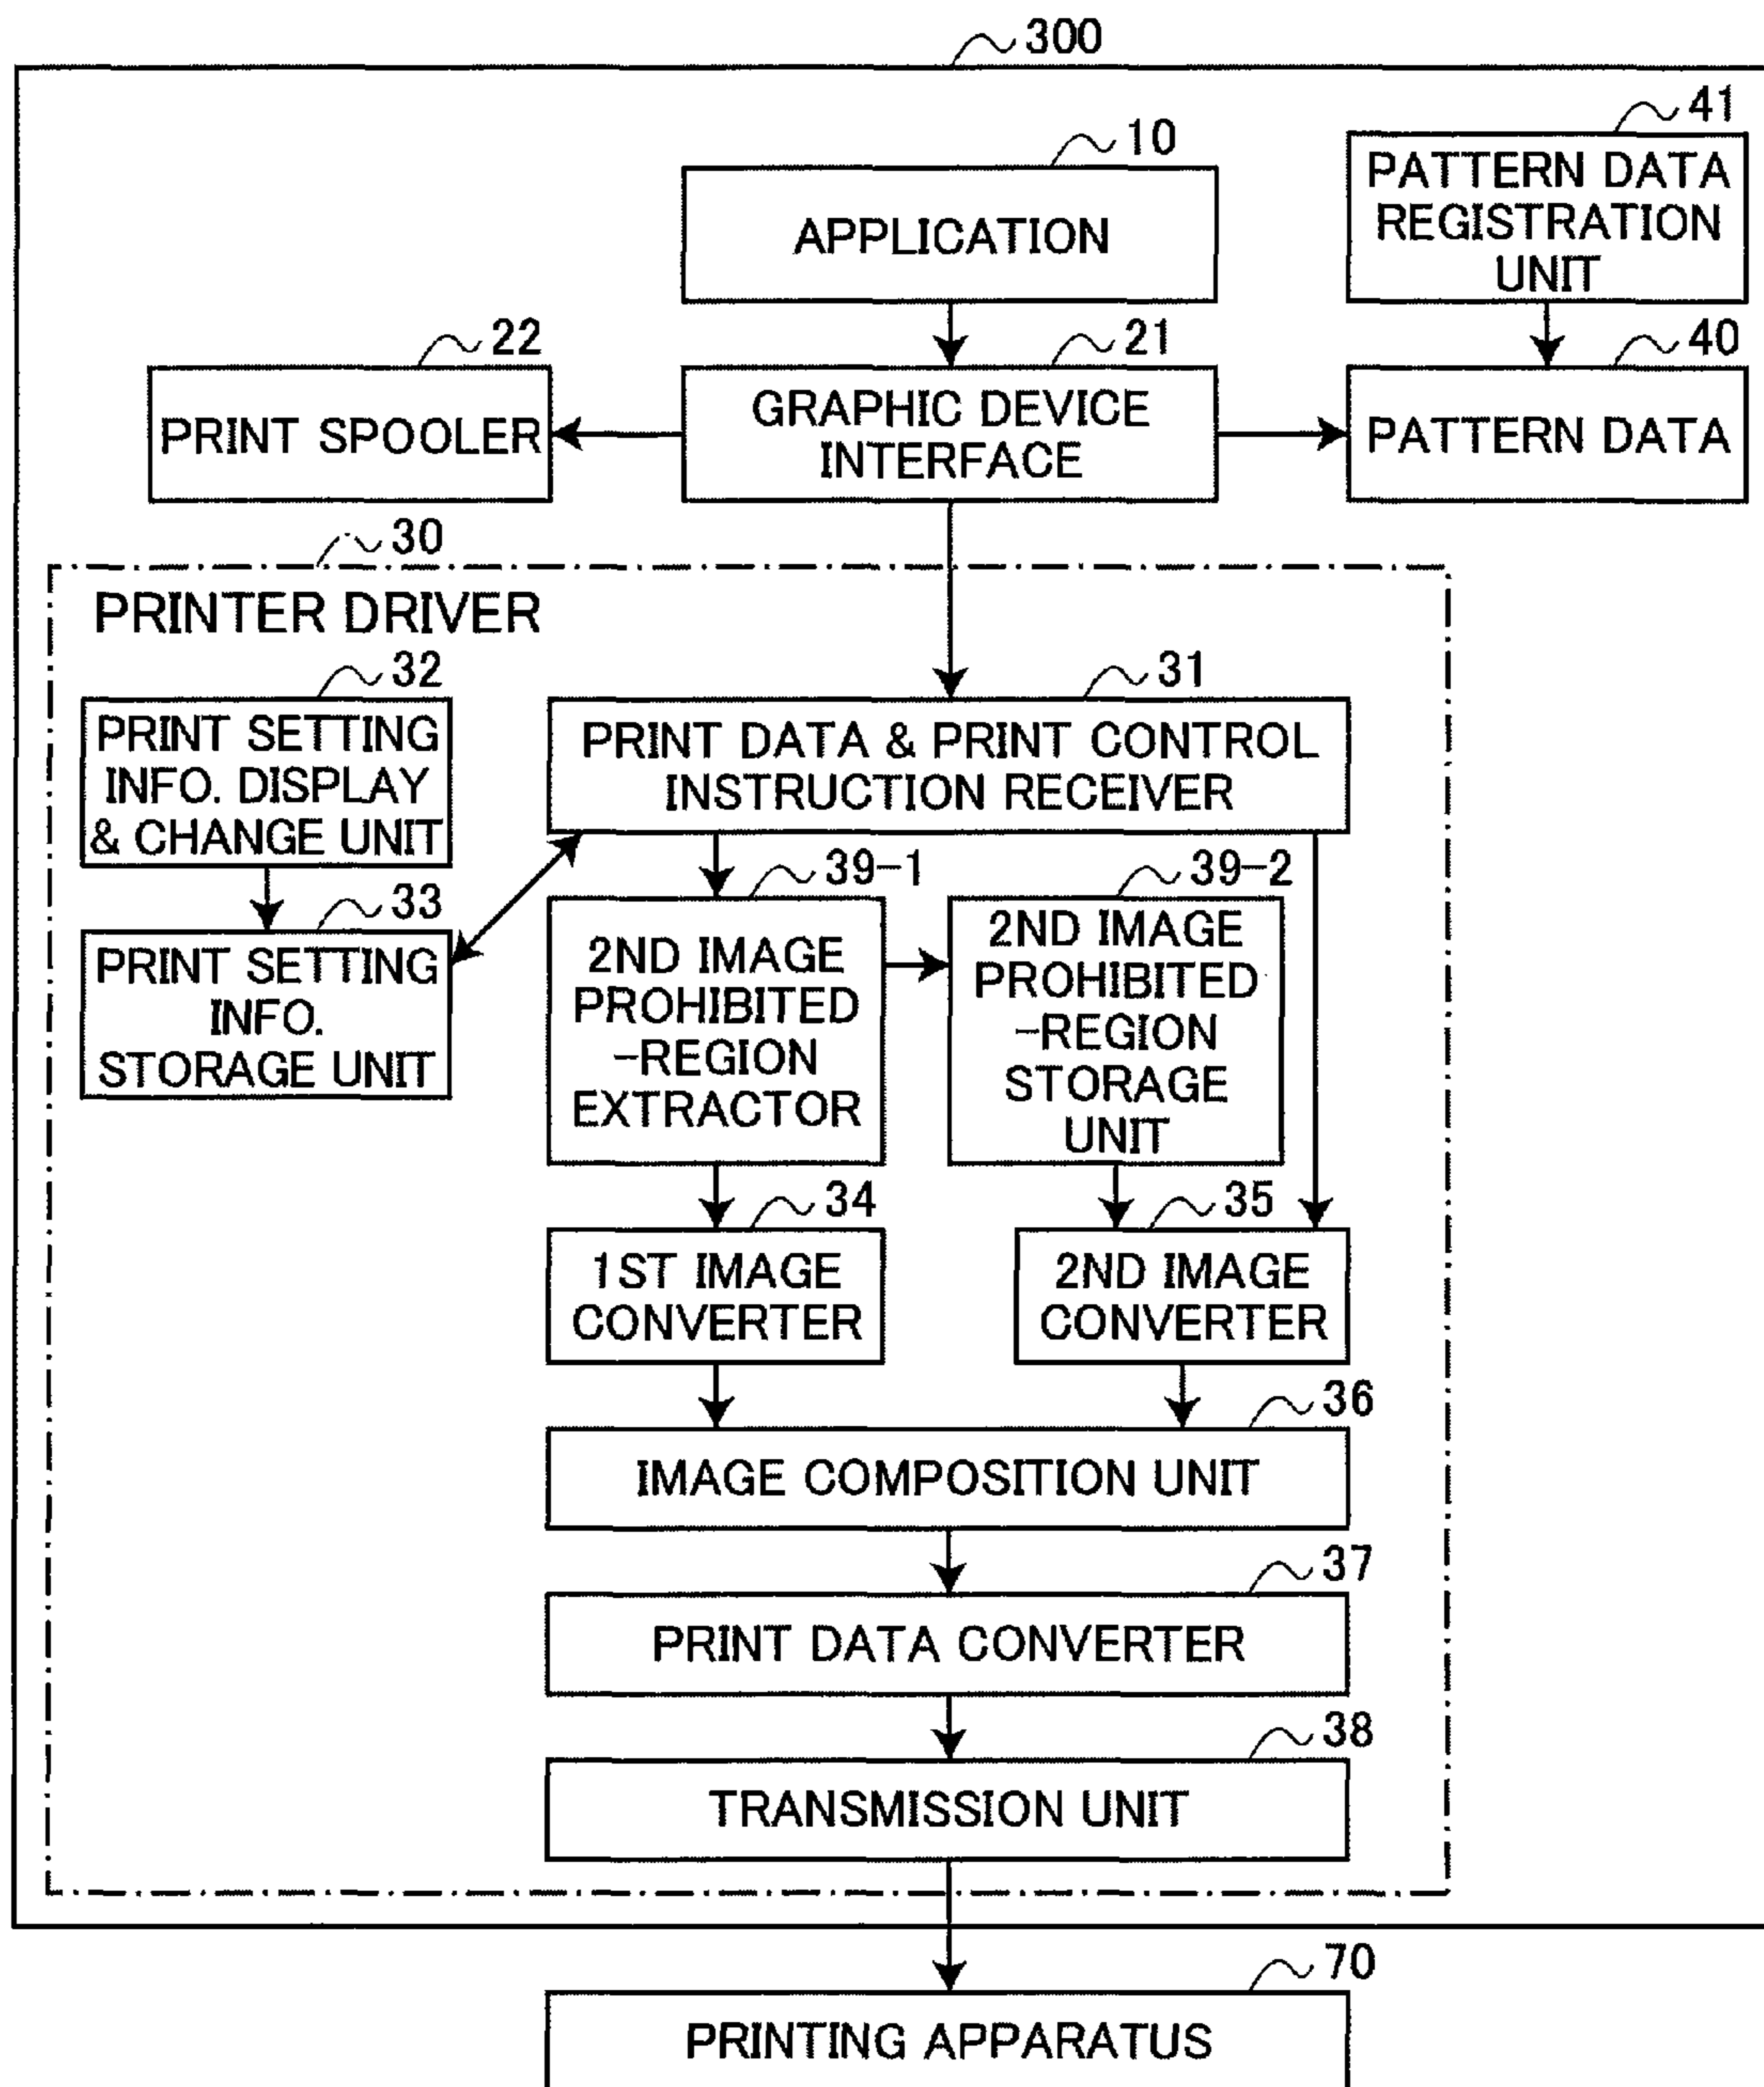 300
10
APPLICATION
41
PATTERN DATA
REGISTRATION
UNIT
22
PRINT SPOOLER
21
GRAPHIC DEVICE
INTERFACE
40
PATTERN DATA
30
PRINTER DRIVER
32
PRINT SETTING
INFO. DISPLAY
& CHANGE UNIT
31
PRINT DATA & PRINT CONTROL
INSTRUCTION RECEIVER
33
PRINT SETTING
INFO.
STORAGE UNIT
39-1
2ND IMAGE
PROHIBITED
-REGION
EXTRACTOR
39-2
2ND IMAGE
PROHIBITED
-REGION
STORAGE
UNIT
34
1ST IMAGE
CONVERTER
35
2ND IMAGE
CONVERTER
36
IMAGE COMPOSITION UNIT
37
PRINT DATA CONVERTER
38
TRANSMISSION UNIT
70
PRINTING APPARATUS